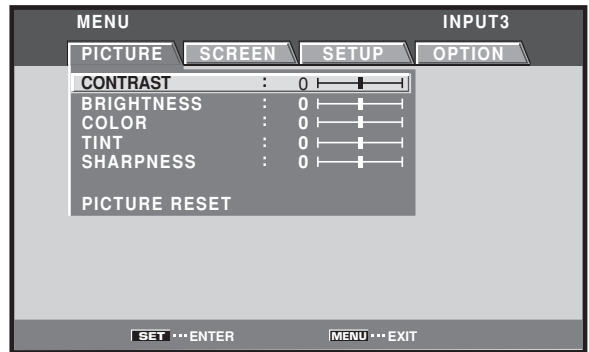 MENU INPUT3
PICTURE SCREEN SETUP OPTION
CONTRAST : 0
BRIGHTNESS : 0
COLOR : 0
TINT : 0
SHARPNESS : 0
PICTURE RESET
SET ··· ENTER MENU ··· EXIT